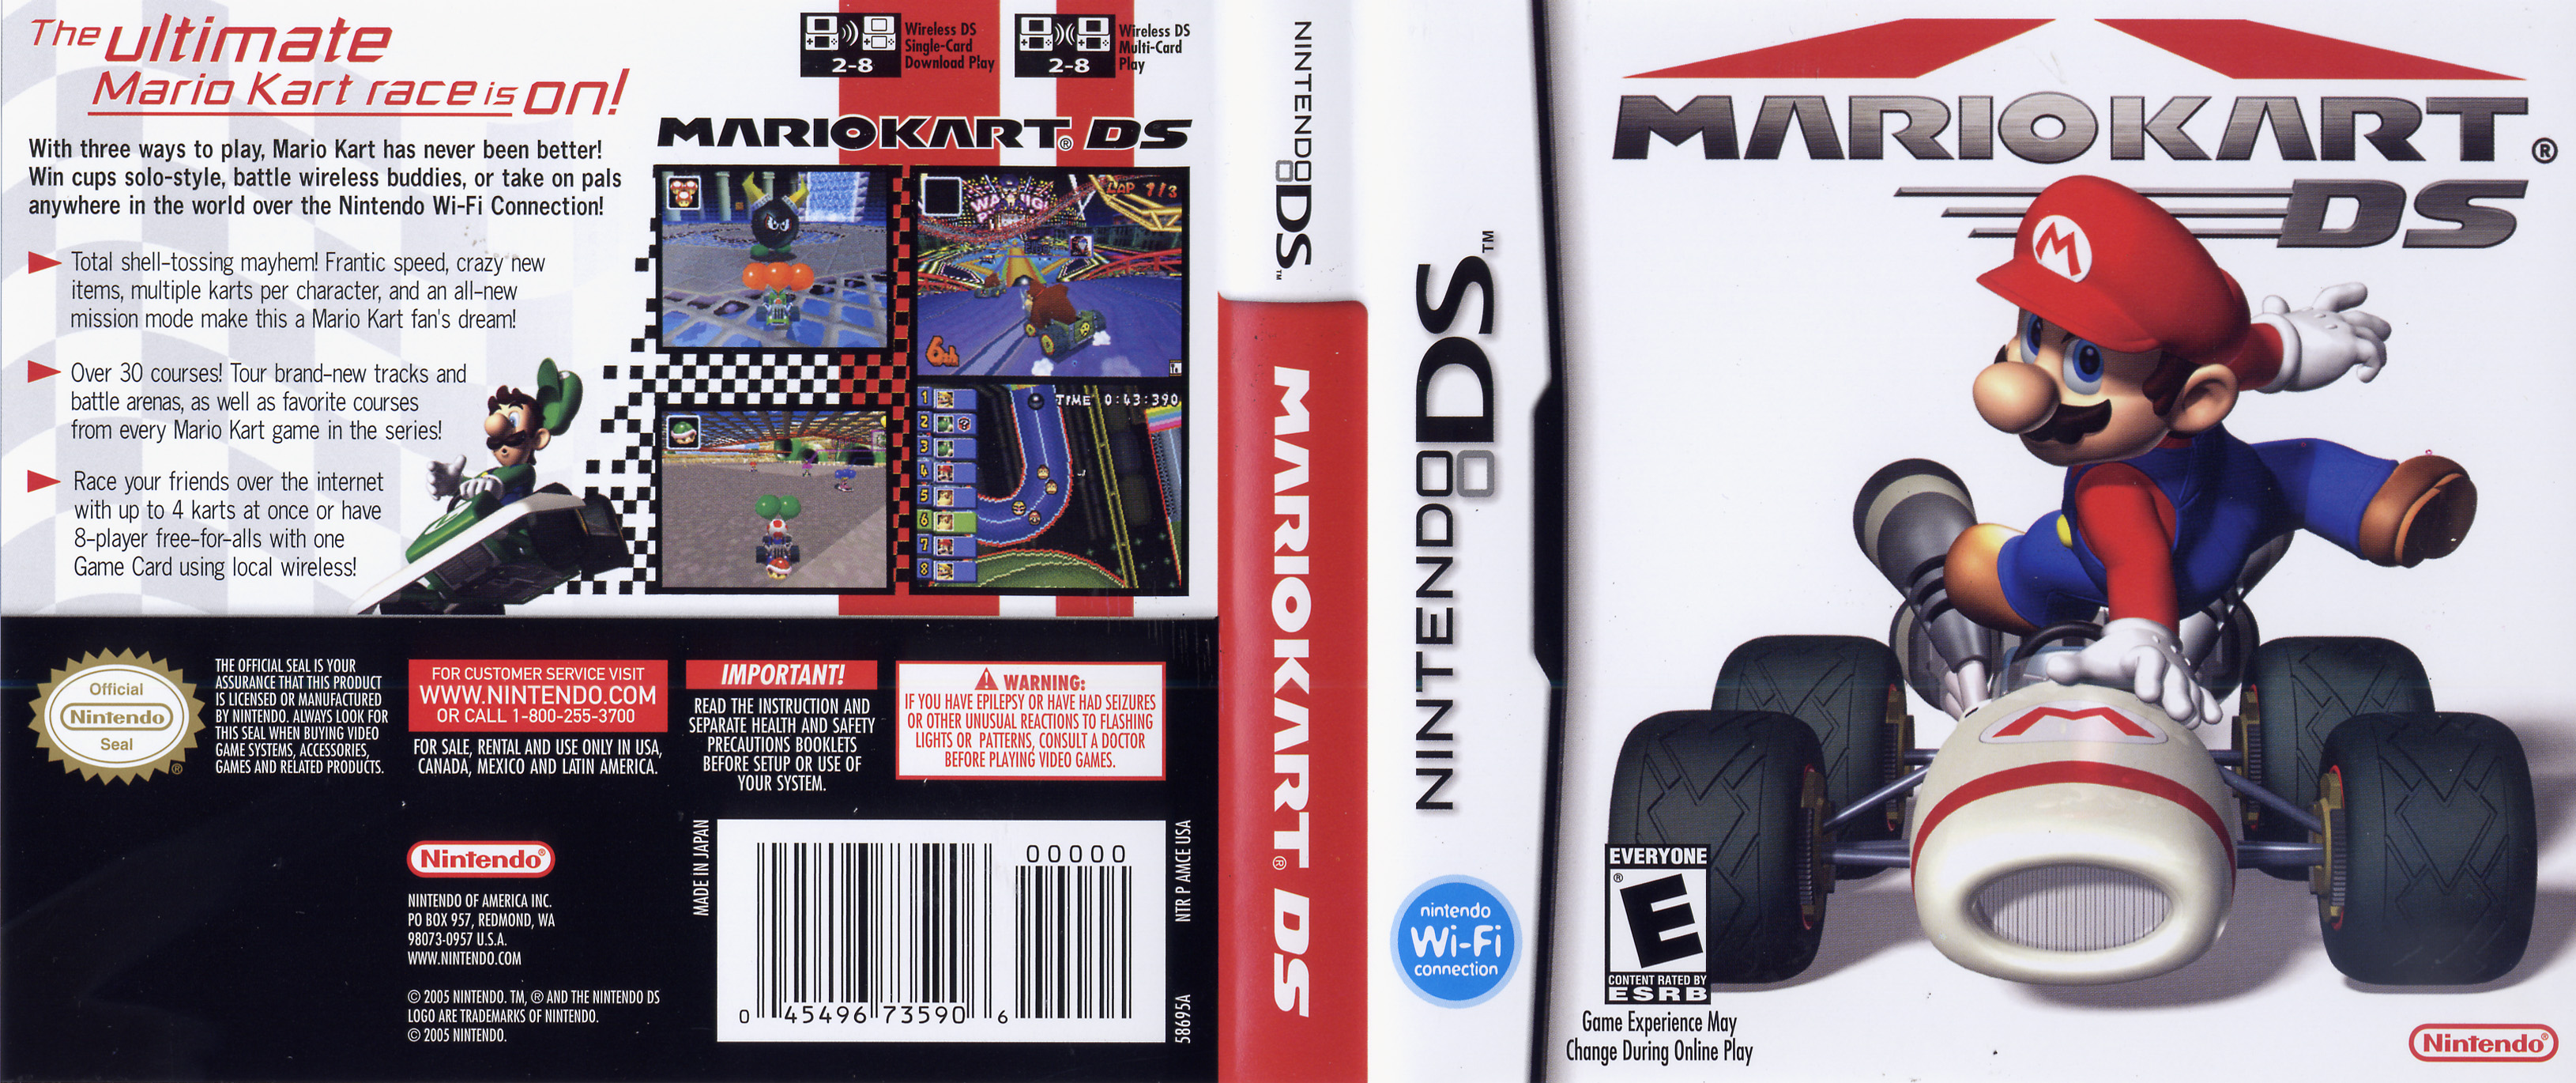 The ultimate
Mario Kart race is on!
With three ways to play, Mario Kart has never been better!
Win cups solo-style, battle wireless buddies, or take on pals
anywhere in the world over the Nintendo Wi-Fi Connection!
Total shell-tossing mayhem! Frantic speed, crazy new
items, multiple karts per character, and an all-new
mission mode make this a Mario Kart fan's dream!
Over 30 courses! Tour brand-new tracks and
battle arenas, as well as favorite courses
from every Mario Kart game in the series!
Race your friends over the internet
with up to 4 karts at once or have
8-player free-for-alls with one
Game Card using local wireless!
2-8
Wireless DS
Single-Card
Download Play
2-8
Wireless DS
Multi-Card
Play
MARIOKART® DS
LAP 1/3
6th
TIME 0:43:390
1
2
3
4
5
6
7
8
Official
Nintendo
Seal
®
THE OFFICIAL SEAL IS YOUR
ASSURANCE THAT THIS PRODUCT
IS LICENSED OR MANUFACTURED
BY NINTENDO. ALWAYS LOOK FOR
THIS SEAL WHEN BUYING VIDEO
GAME SYSTEMS, ACCESSORIES,
GAMES AND RELATED PRODUCTS.
FOR CUSTOMER SERVICE VISIT
WWW.NINTENDO.COM
OR CALL 1-800-255-3700
FOR SALE, RENTAL AND USE ONLY IN USA,
CANADA, MEXICO AND LATIN AMERICA.
IMPORTANT!
READ THE INSTRUCTION AND
SEPARATE HEALTH AND SAFETY
PRECAUTIONS BOOKLETS
BEFORE SETUP OR USE OF
YOUR SYSTEM.
WARNING:
IF YOU HAVE EPILEPSY OR HAVE HAD SEIZURES
OR OTHER UNUSUAL REACTIONS TO FLASHING
LIGHTS OR PATTERNS, CONSULT A DOCTOR
BEFORE PLAYING VIDEO GAMES.
Nintendo®
NINTENDO OF AMERICA INC.
PO BOX 957, REDMOND, WA
98073-0957 U.S.A.
WWW.NINTENDO.COM
© 2005 NINTENDO. TM, ® AND THE NINTENDO DS
LOGO ARE TRADEMARKS OF NINTENDO.
© 2005 NINTENDO.
MADE IN JAPAN
00000
0 45496 73590 6
NTR P AMCE USA
58695A
NINTENDO DS™
MARIOKART® DS
NINTENDO DS™
nintendo
Wi-Fi
connection
MARIOKART®
DS
M
EVERYONE
E
®
CONTENT RATED BY
ESRB
Game Experience May
Change During Online Play
Nintendo®